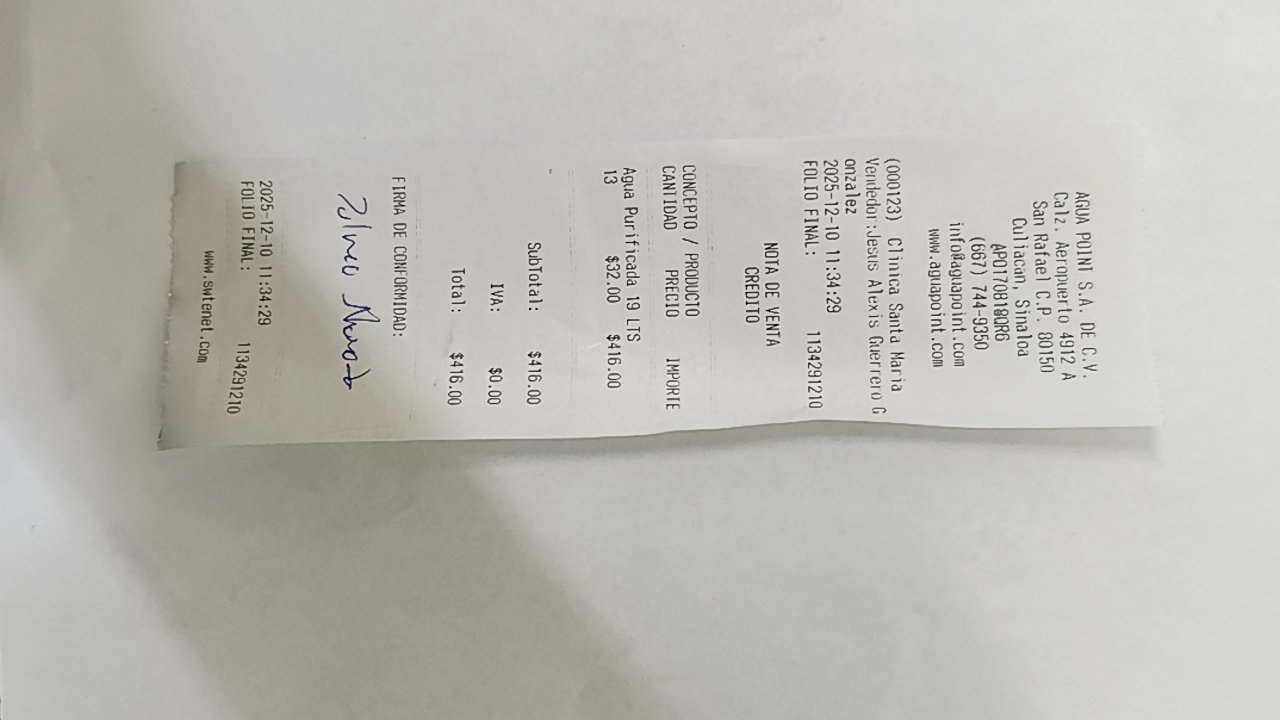 AGUA POINT S.A. DE C.V.
Calz. Aeropuerto 4912 A
San Rafael C.P. 80150
Culiacán, Sinaloa
APO170818QR6
(667) 744-9350
info@aguapoint.com
www.aguapoint.com
(000123) Clinica Santa Maria
Vendedor:Jesus Alexis Guerrero G
onzalez
2025-12-10 11:34:29
FOLIO FINAL: 1134291210
NOTA DE VENTA
CREDITO
CONCEPTO / PRODUCTO
CANTIDAD PRECIO IMPORTE
Agua Purificada 19 LTS
13 $32.00 $416.00
SubTotal: $416.00
IVA: $0.00
Total: $416.00
FIRMA DE CONFORMIDAD:
2025-12-10 11:34:29
FOLIO FINAL: 1134291210
www.swtenet.com